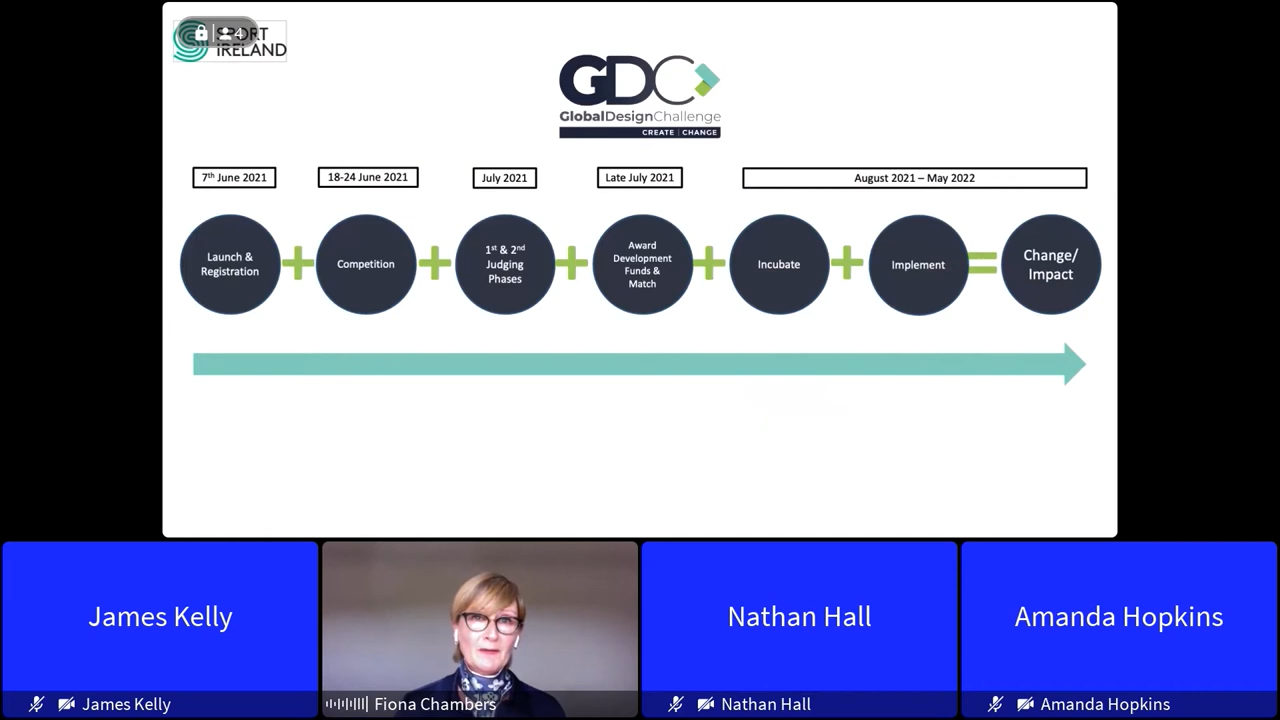 SPORT
IRELAND
4
GDC
GlobalDesignChallenge
CREATE | CHANGE
7th June 2021
18-24 June 2021
July 2021
Late July 2021
August 2021 – May 2022
Launch &
Registration
Competition
1st & 2nd
Judging
Phases
Award
Development
Funds &
Match
Incubate
Implement
Change/
Impact
James Kelly
Nathan Hall
Amanda Hopkins
James Kelly
Fiona Chambers
Nathan Hall
Amanda Hopkins